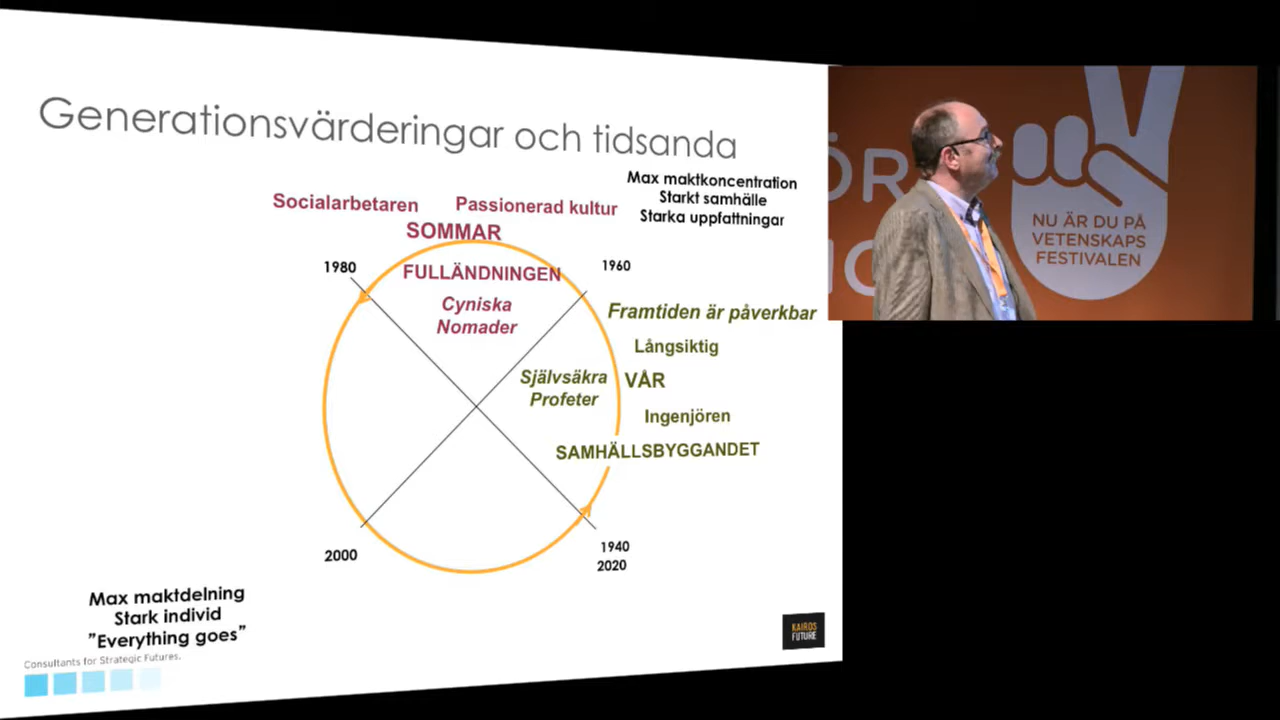 Generationsvärderingar och tidsanda
Max maktkoncentration
Starkt samhälle
Starka uppfattningar
Socialarbetaren
Passionerad kultur
SOMMAR
1980
1960
FULLÄNDNINGEN
Cyniska
Nomader
Framtiden är påverkbar
Långsiktig
Självsäkra
Profeter
VÅR
Ingenjören
SAMHÄLLSBYGGANDET
2000
1940
2020
Max maktdelning
Stark individ
”Everything goes”
Consultants for Strategic Futures.
KAIROS
FUTURE
ÖR
NU ÄR DU PÅ
VETENSKAPS
FESTIVALEN